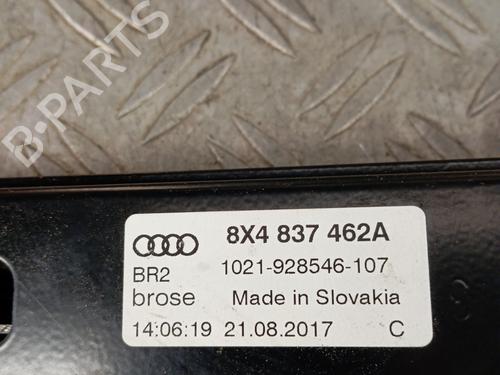 B-PARTS
8X4 837 462A
BR2 1021-928546-107
brose Made in Slovakia
14:06:19 21.08.2017 C